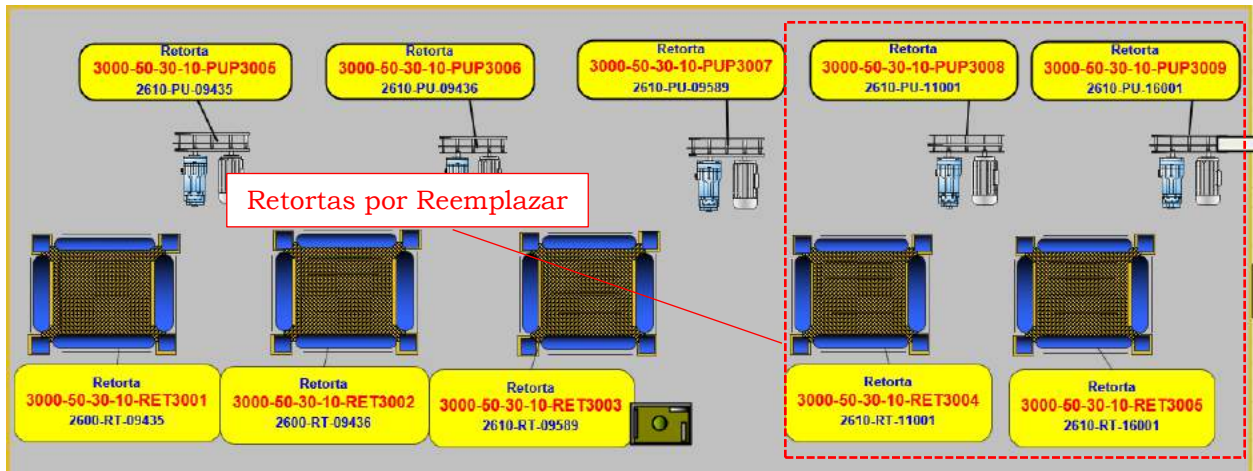 Retorta
3000-50-30-10-PUP3005
2610-PU-09435
Retorta
3000-50-30-10-PUP3006
2610-PU-09436
Retorta
3000-50-30-10-PUP3007
2610-PU-09589
Retorta
3000-50-30-10-PUP3008
2610-PU-11001
Retorta
3000-50-30-10-PUP3009
2610-PU-16001
Retortas por Reemplazar
Retorta
3000-50-30-10-RET3001
2600-RT-09435
Retorta
3000-50-30-10-RET3002
2600-RT-09436
Retorta
3000-50-30-10-RET3003
2610-RT-09589
Retorta
3000-50-30-10-RET3004
2610-RT-11001
Retorta
3000-50-30-10-RET3005
2610-RT-16001